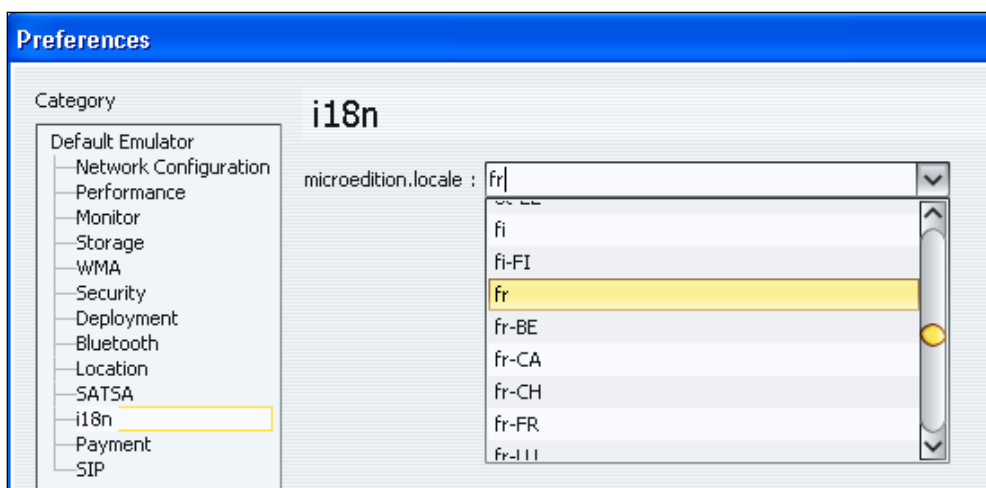 Preferences
Category
Default Emulator
Network Configuration
Performance
Monitor
Storage
WMA
Security
Deployment
Bluetooth
Location
SATSA
i18n
Payment
SIP
i18n
microedition.locale : fr
fi
fi-FI
fr
fr-BE
fr-CA
fr-CH
fr-FR